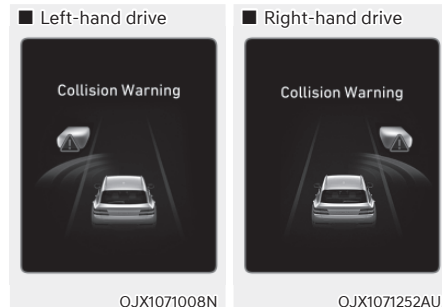 ■ Left-hand drive
Collision Warning
OJX1071008N
■ Right-hand drive
Collision Warning
OJX1071252AU